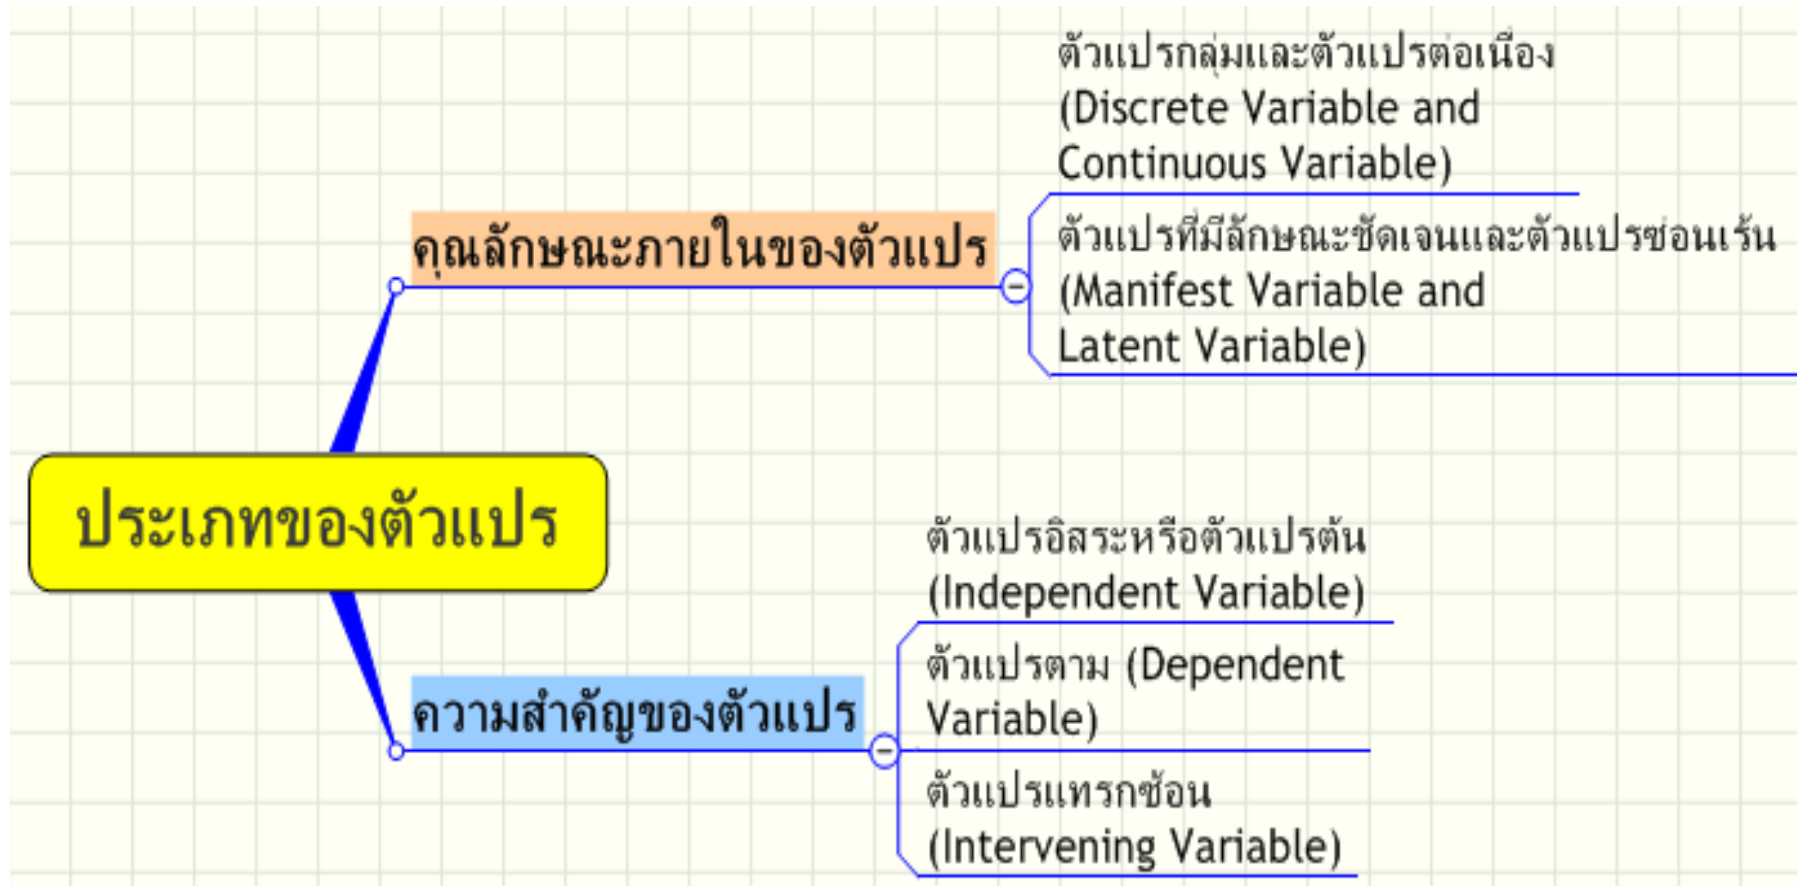 ตัวแปรกลุ่มและตัวแปรต่อเนื่อง
(Discrete Variable and
Continuous Variable)
คุณลักษณะภายในของตัวแปร
ตัวแปรที่มีลักษณะชัดเจนและตัวแปรซ่อนเร้น
(Manifest Variable and
Latent Variable)
ประเภทของตัวแปร
ตัวแปรอิสระหรือตัวแปรต้น
(Independent Variable)
ตัวแปรตาม (Dependent
Variable)
ความสำคัญของตัวแปร
ตัวแปรแทรกซ้อน
(Intervening Variable)